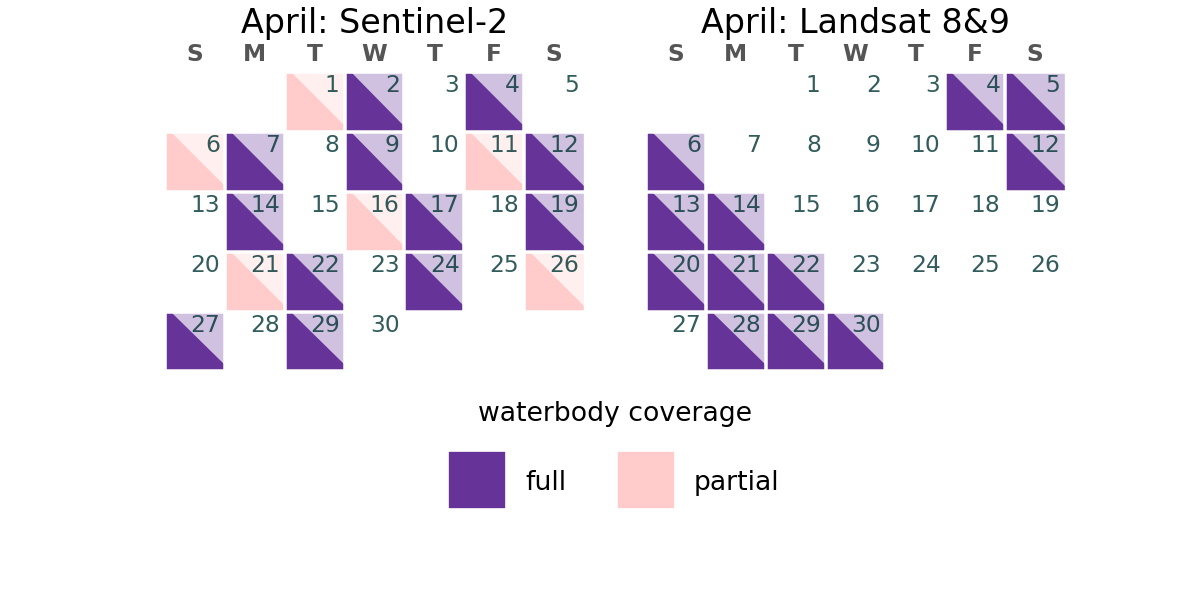 April: Sentinel-2
S M T W T F S
1 2 3 4 5
6 7 8 9 10 11 12
13 14 15 16 17 18 19
20 21 22 23 24 25 26
27 28 29 30
April: Landsat 8&9
S M T W T F S
1 2 3 4 5
6 7 8 9 10 11 12
13 14 15 16 17 18 19
20 21 22 23 24 25 26
27 28 29 30
waterbody coverage
full partial